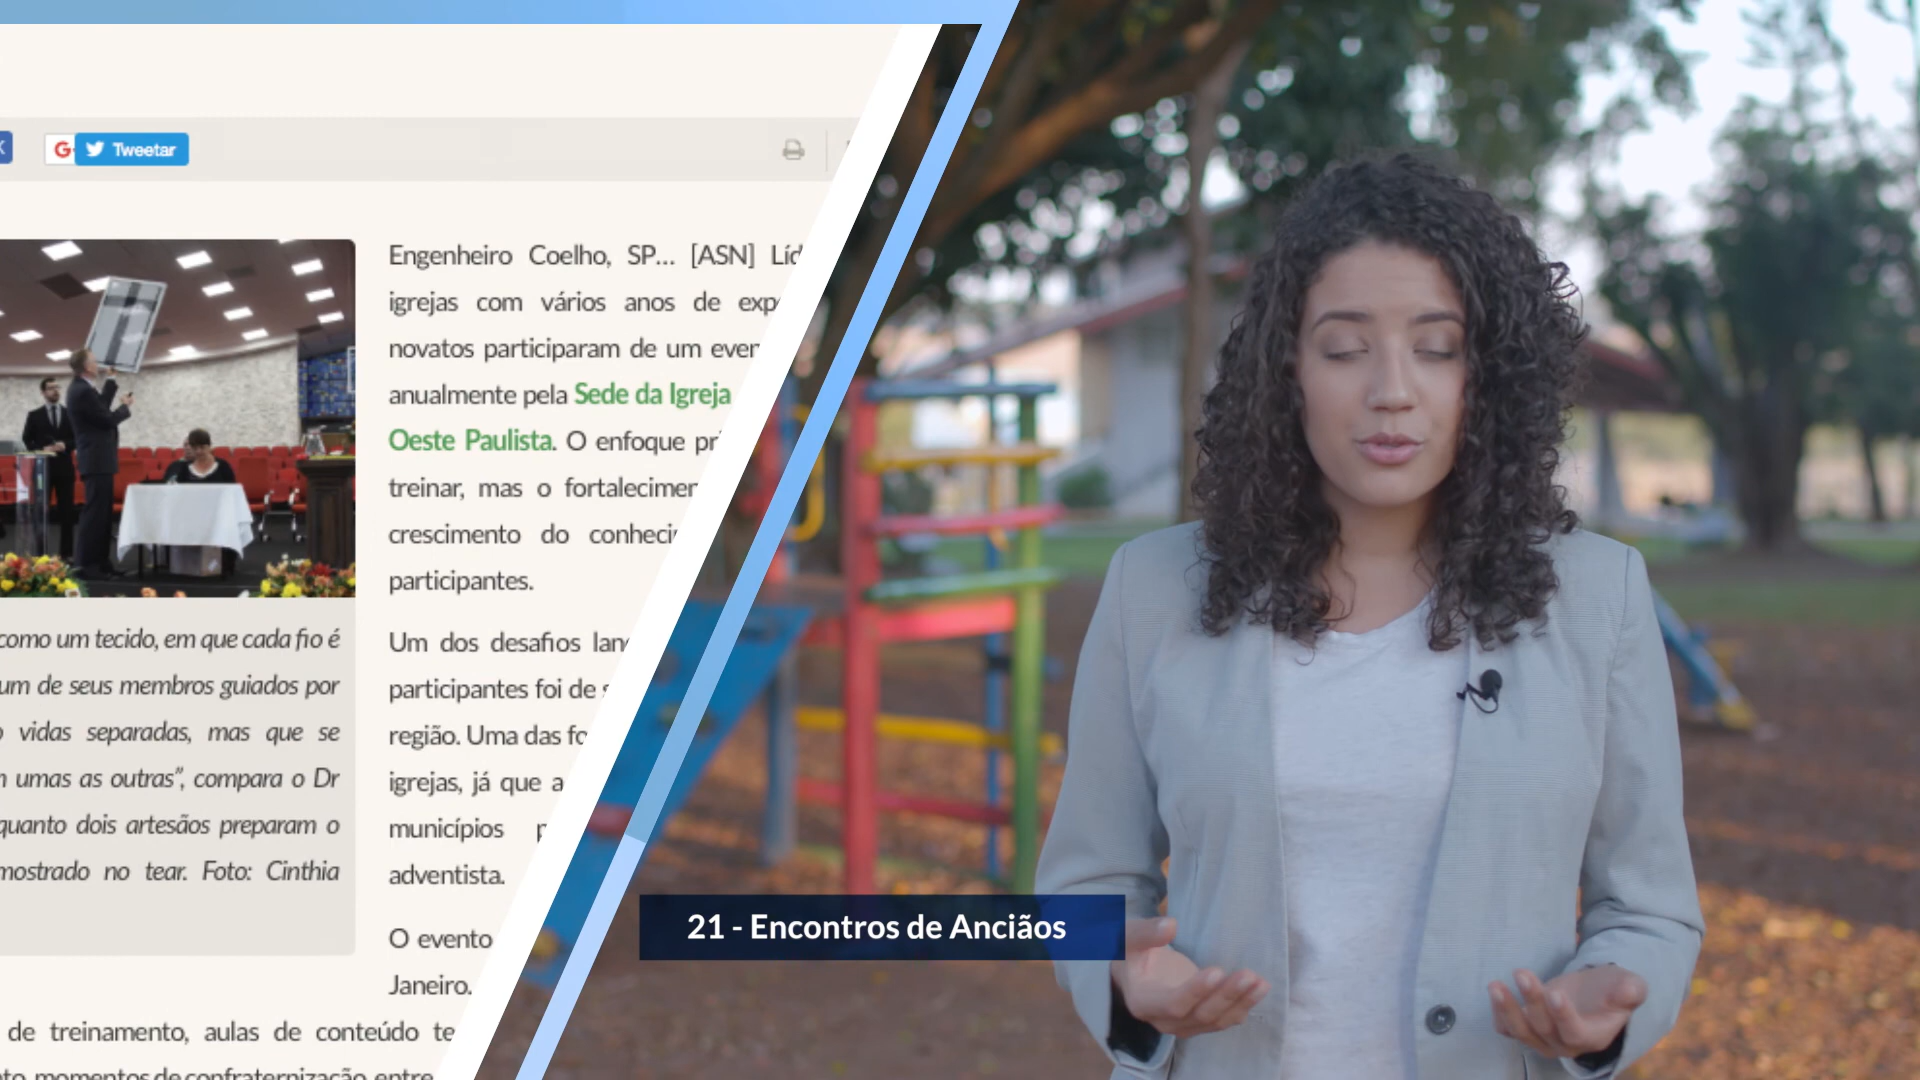 Tweetar
Engenheiro Coelho, SP... [ASN]
igrejas com vários anos de
novatos participaram de um
anualmente pela Sede da Igreja
Oeste Paulista. O enfoque
treinar, mas o
crescimento do
participantes.
Um dos desafios
participantes foi de
região. Uma das
igrejas, já que a
municípios
adventista.
O evento
Janeiro.
como um tecido, em que cada fio é
um de seus membros guiados por
vidas separadas, mas que se
umas as outras”, compara o Dr
quanto dois artesãos preparam o
mostrado no tear. Foto: Cinthia
de treinamento, aulas de conteúdo
momentos de confraternização entre
21 - Encontros de Anciãos